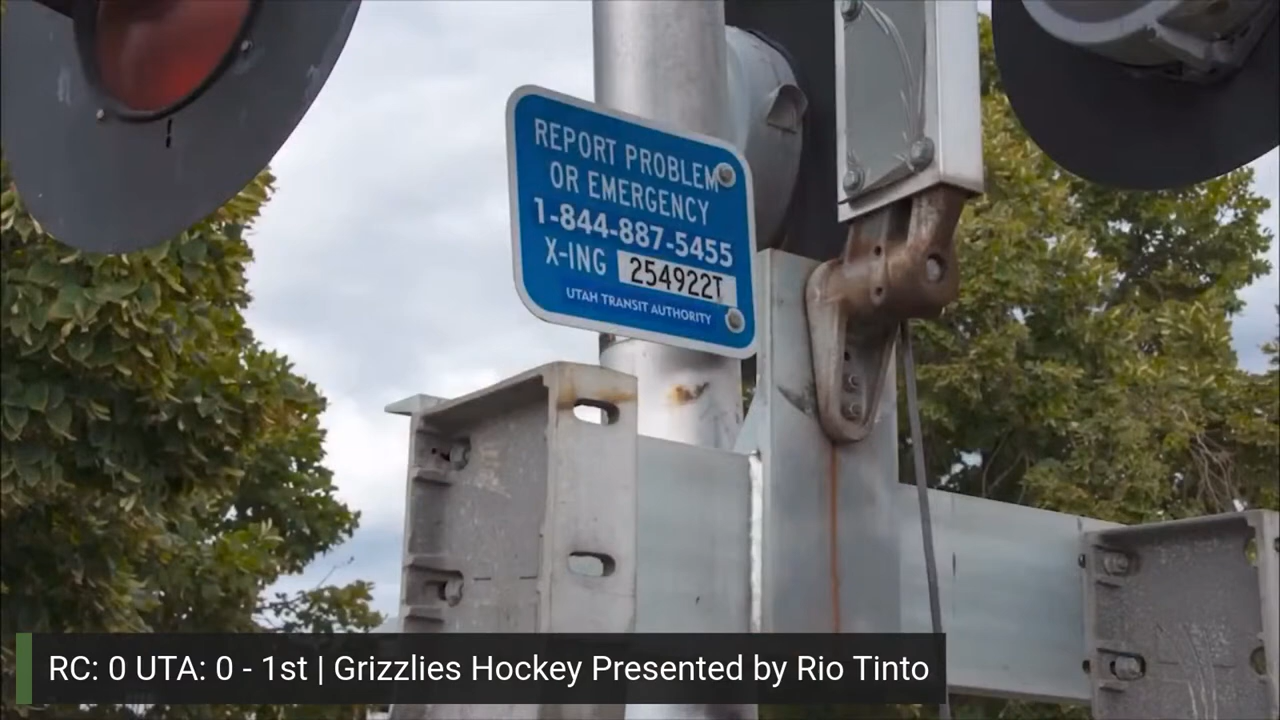 REPORT PROBLEM
OR EMERGENCY
1-844-887-5455
X-ING 254922T
UTAH TRANSIT AUTHORITY
RC: 0 UTA: 0 - 1st | Grizzlies Hockey Presented by Rio Tinto